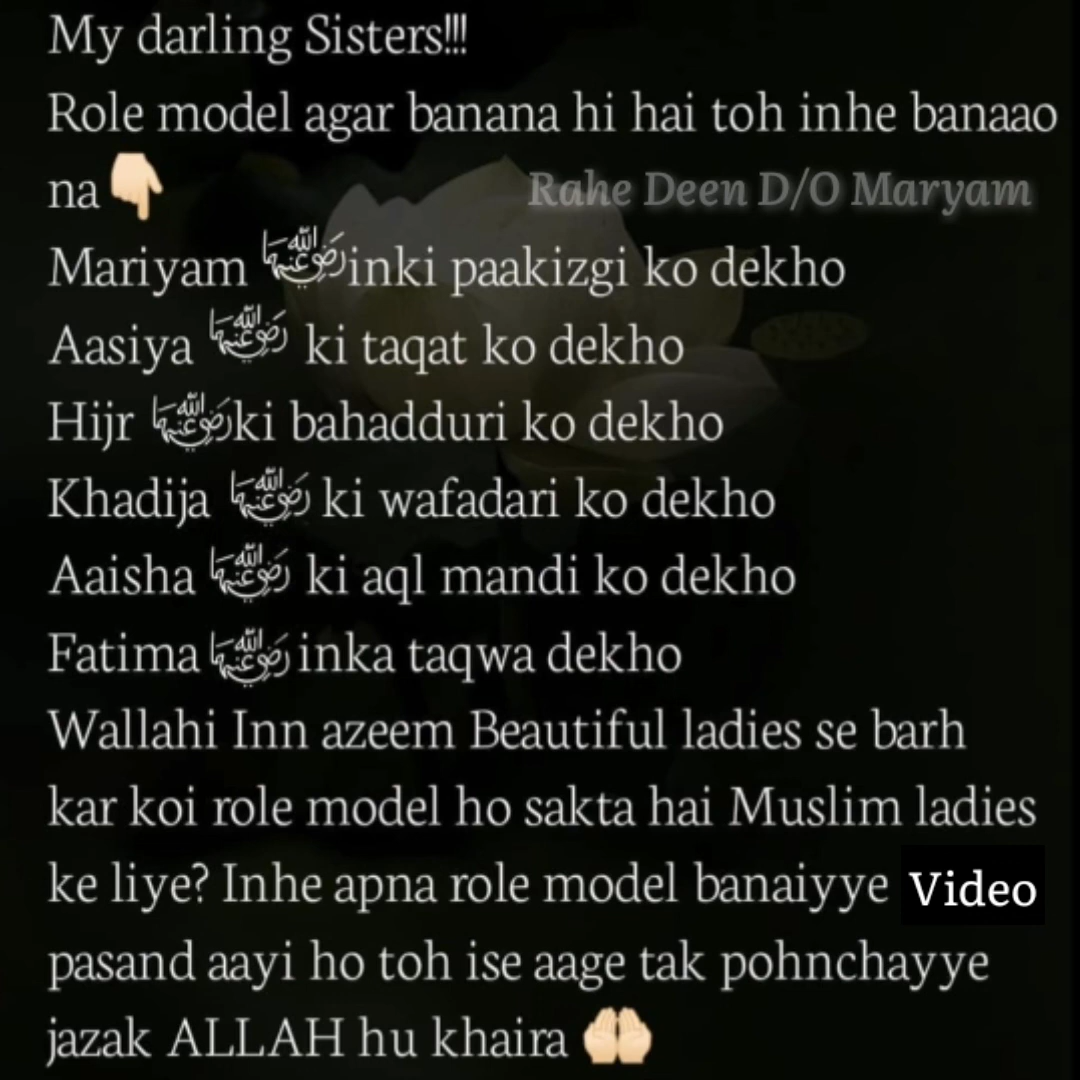 My darling Sisters!!!
Role model agar banana hi hai toh inhe banaao
na👇🏻
Rahe Deen D/O Maryam
Mariyam رضي الله عنها inki paakizgi ko dekho
Aasiya رضي الله عنها ki taqat ko dekho
Hijr رضي الله عنها ki bahadduri ko dekho
Khadija رضي الله عنها ki wafadari ko dekho
Aaisha رضي الله عنها ki aql mandi ko dekho
Fatima رضي الله عنها inka taqwa dekho
Wallahi Inn azeem Beautiful ladies se barh
kar koi role model ho sakta hai Muslim ladies
ke liye? Inhe apna role model banaiyye Video
pasand aayi ho toh ise aage tak pohnchayye
jazak ALLAH hu khaira 🤲🏻